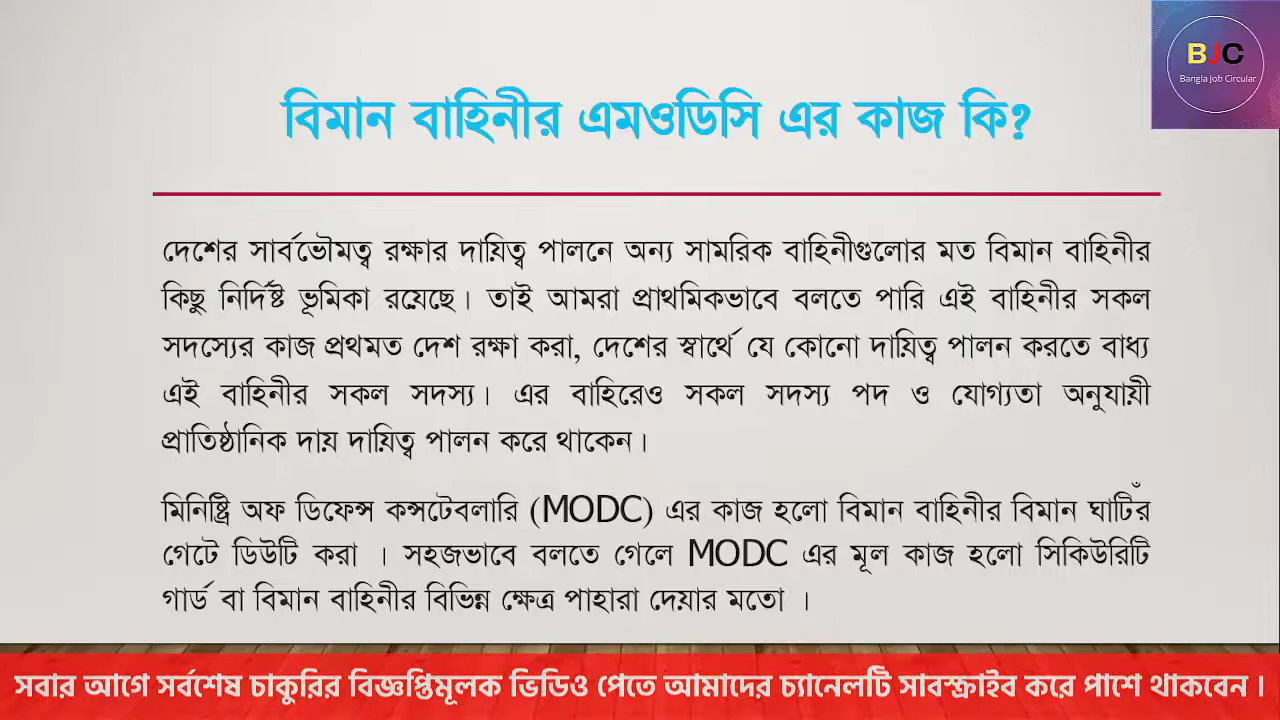 BJC
Bangla Job Circular
বিমান বাহিনীর এমওডিসি এর কাজ কি?
দেশের সার্বভৌমত্ব রক্ষার দায়িত্ব পালনে অন্য সামরিক বাহিনীগুলোর মত বিমান বাহিনীর
কিছু নির্দিষ্ট ভূমিকা রয়েছে। তাই আমরা প্রাথমিকভাবে বলতে পারি এই বাহিনীর সকল
সদস্যের কাজ প্রথমত দেশ রক্ষা করা, দেশের স্বার্থে যে কোনো দায়িত্ব পালন করতে বাধ্য
এই বাহিনীর সকল সদস্য। এর বাহিরেও সকল সদস্য পদ ও যোগ্যতা অনুযায়ী
প্রাতিষ্ঠানিক দায় দায়িত্ব পালন করে থাকেন।
মিনিষ্ট্রি অফ ডিফেন্স কন্সটেবলারি (MODC) এর কাজ হলো বিমান বাহিনীর বিমান ঘাটিঁর
গেটে ডিউটি করা । সহজভাবে বলতে গেলে MODC এর মূল কাজ হলো সিকিউরিটি
গার্ড বা বিমান বাহিনীর বিভিন্ন ক্ষেত্র পাহারা দেয়ার মতো ।
সবার আগে সর্বশেষ চাকুরির বিজ্ঞপ্তিমূলক ভিডিও পেতে আমাদের চ্যানেলটি সাবস্ক্রাইব করে পাশে থাকবেন।